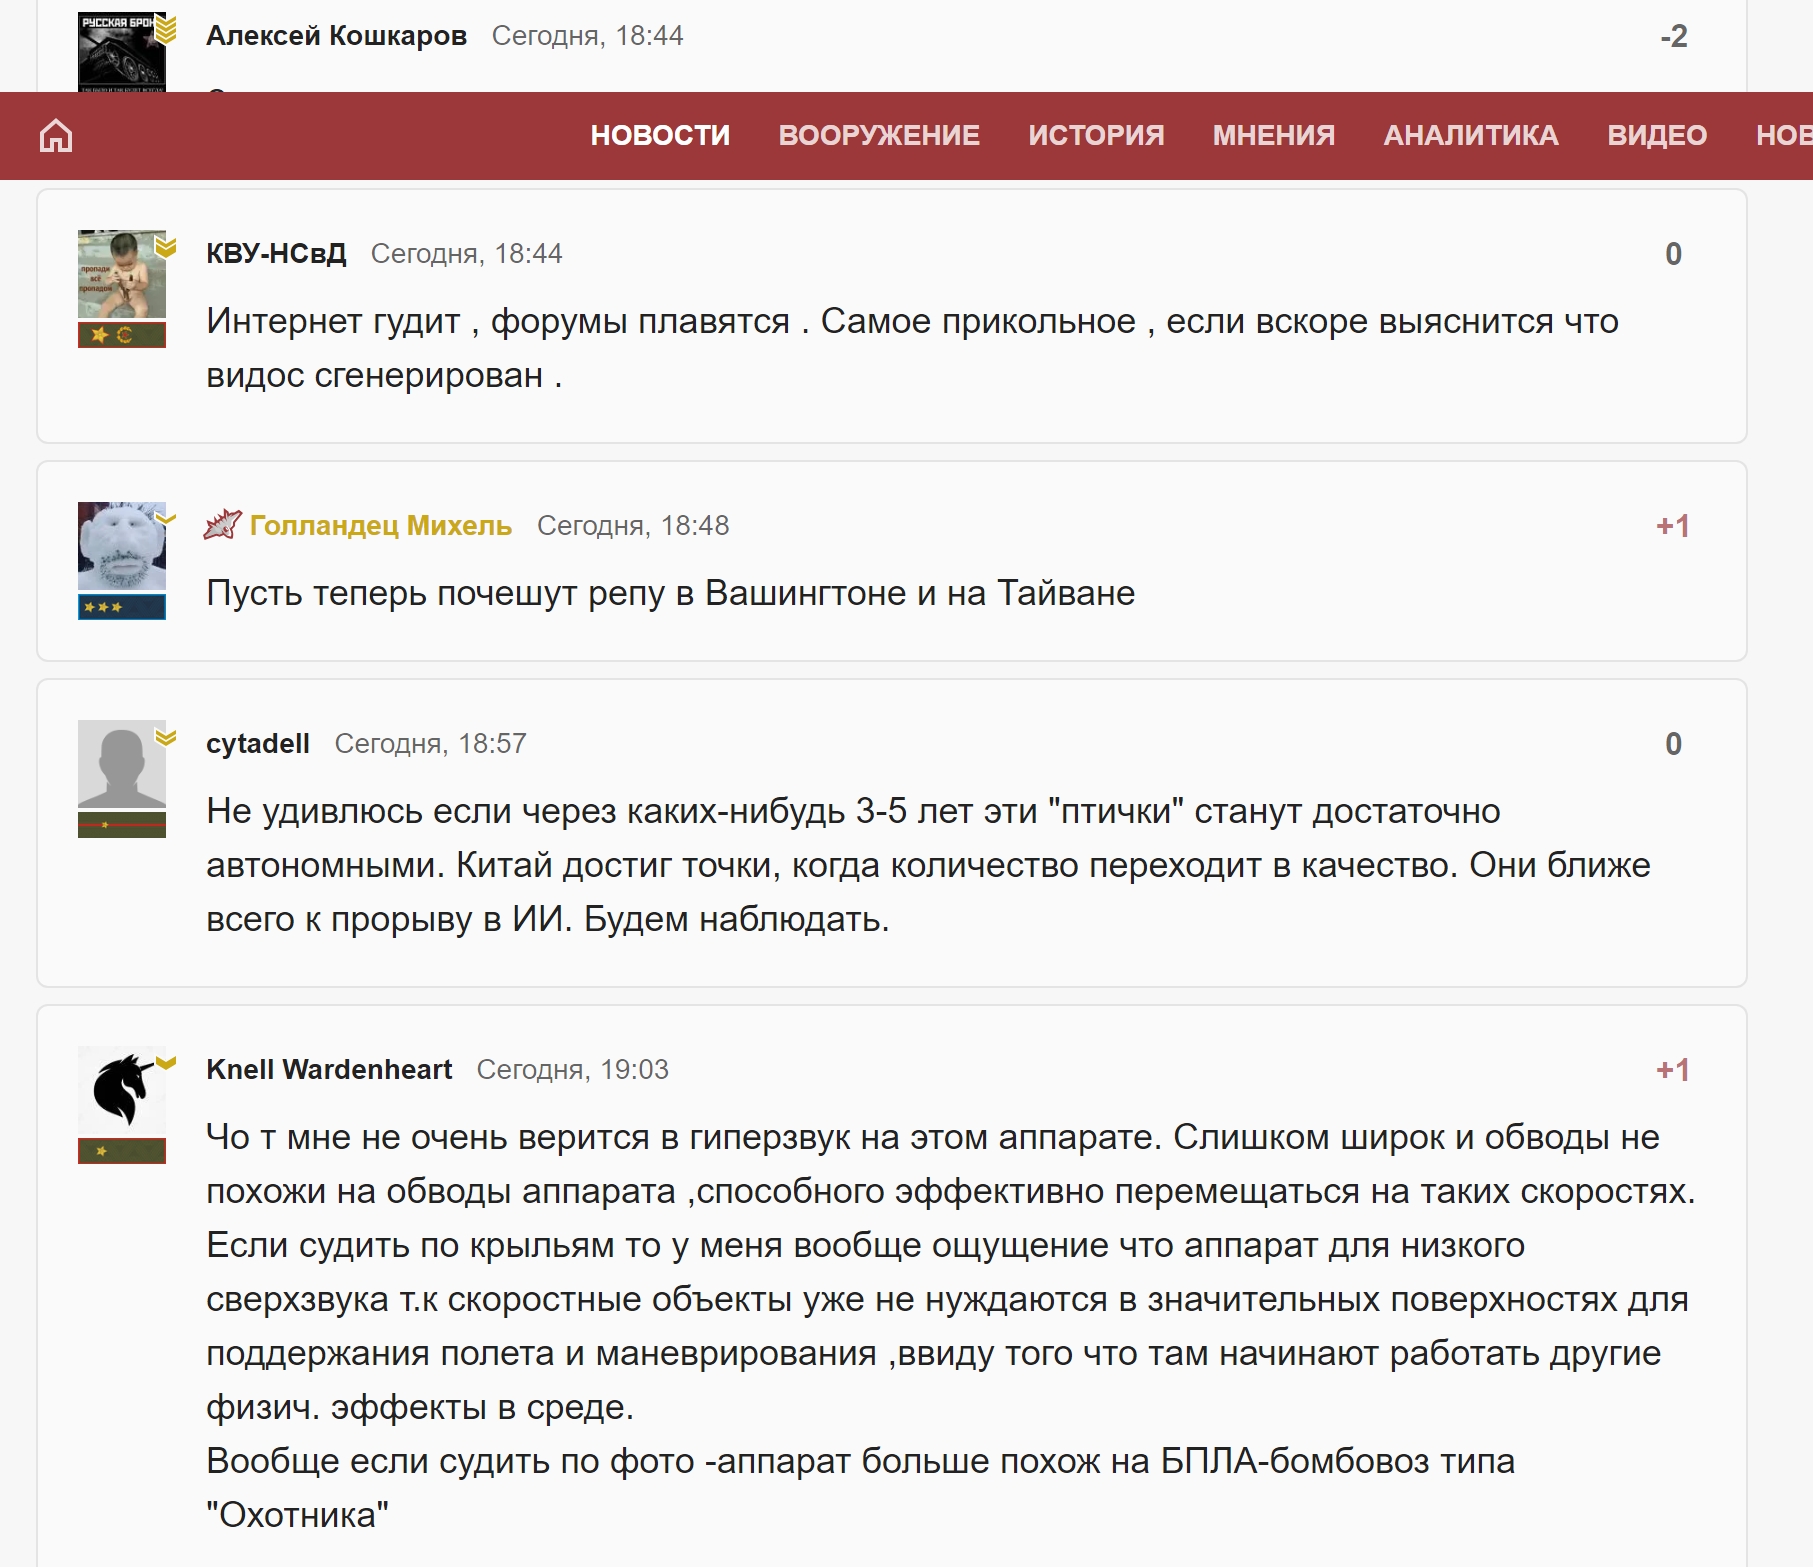 РУССКАЯ БРОН
Алексей Кошкаров Сегодня, 18:44 -2
НОВОСТИ ВООРУЖЕНИЕ ИСТОРИЯ МНЕНИЯ АНАЛИТИКА ВИДЕО НОВ
пропади
всё
пропадом
КВУ-НСвД Сегодня, 18:44 0
Интернет гудит , форумы плавятся . Самое прикольное , если вскоре выяснится что
видос сгенерирован .
Голландец Михель Сегодня, 18:48 +1
Пусть теперь почешут репу в Вашингтоне и на Тайване
cytadell Сегодня, 18:57 0
Не удивлюсь если через каких-нибудь 3-5 лет эти "птички" станут достаточно
автономными. Китай достиг точки, когда количество переходит в качество. Они ближе
всего к прорыву в ИИ. Будем наблюдать.
Knell Wardenheart Сегодня, 19:03 +1
Чо т мне не очень верится в гиперзвук на этом аппарате. Слишком широк и обводы не
похожи на обводы аппарата ,способного эффективно перемещаться на таких скоростях.
Если судить по крыльям то у меня вообще ощущение что аппарат для низкого
сверхзвука т.к скоростные объекты уже не нуждаются в значительных поверхностях для
поддержания полета и маневрирования ,ввиду того что там начинают работать другие
физич. эффекты в среде.
Вообще если судить по фото -аппарат больше похож на БПЛА-бомбовоз типа
"Охотника"